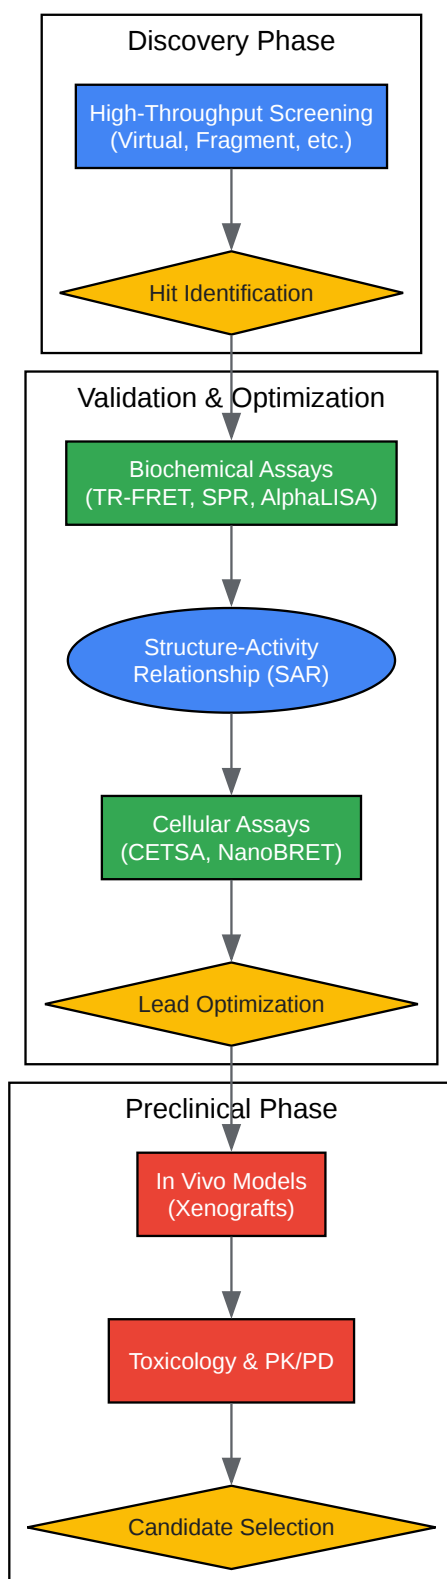 Discovery Phase
High-Throughput Screening
(Virtual, Fragment, etc.)
Hit Identification
Validation & Optimization
Biochemical Assays
(TR-FRET, SPR, AlphaLISA)
Structure-Activity
Relationship (SAR)
Cellular Assays
(CETSA, NanoBRET)
Lead Optimization
Preclinical Phase
In Vivo Models
(Xenografts)
Toxicology & PK/PD
Candidate Selection